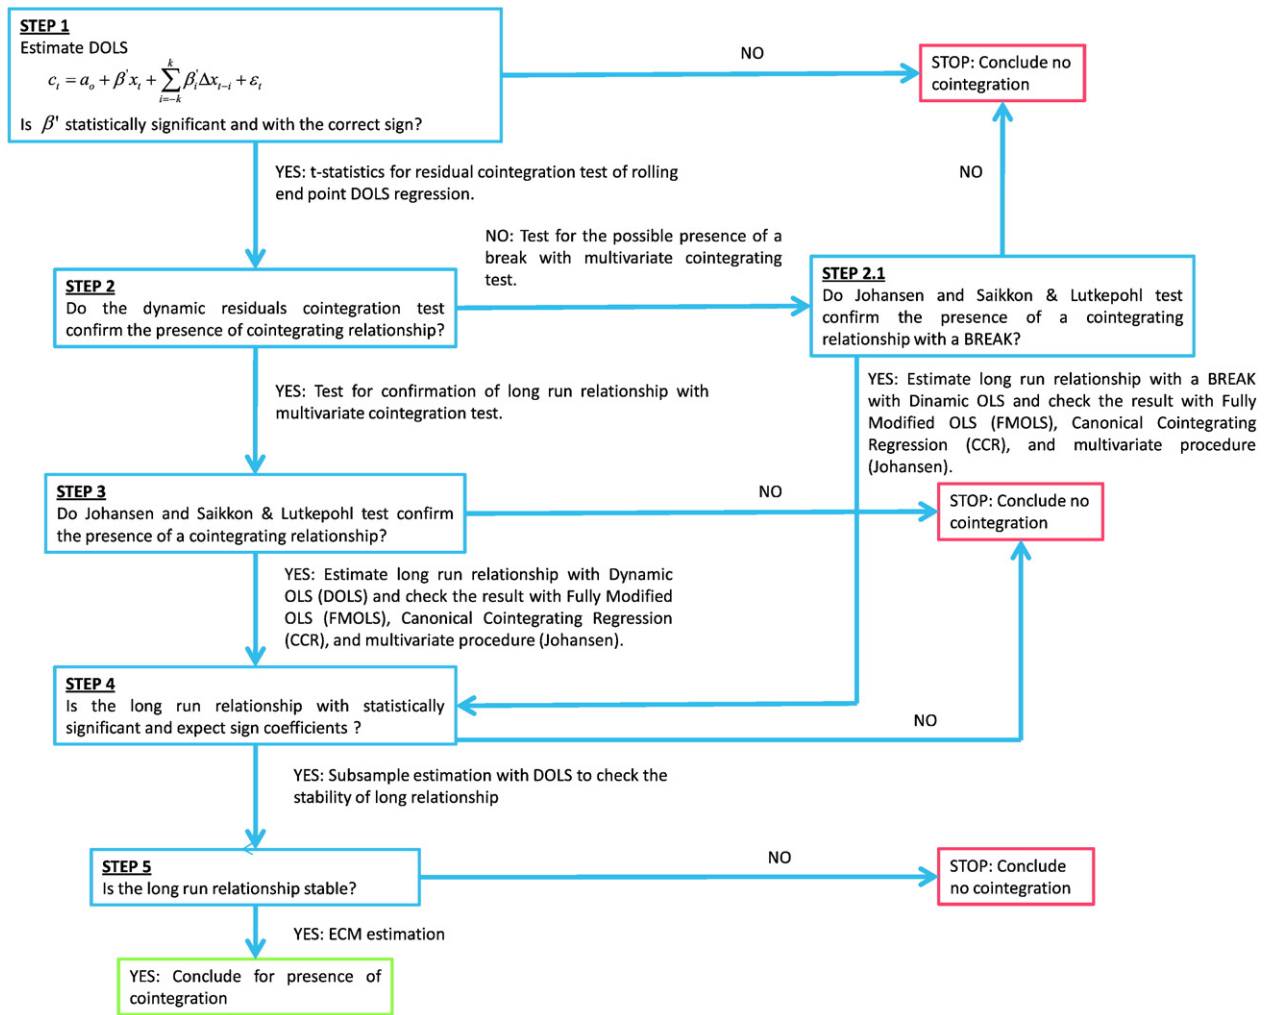 STEP 1
Estimate DOLS
c_t = a_o + β'x_t + ∑_{i=-k}^{k} β_i'Δx_{t-i} + ε_t
Is β' statistically significant and with the correct sign?
NO
STOP: Conclude no
cointegration
YES: t-statistics for residual cointegration test of rolling
end point DOLS regression.
NO
NO: Test for the possible presence of a
break with multivariate cointegrating
test.
STEP 2
Do the dynamic residuals cointegration test
confirm the presence of cointegrating relationship?
STEP 2.1
Do Johansen and Saikkon & Lutkepohl test
confirm the presence of a cointegrating
relationship with a BREAK?
YES: Test for confirmation of long run relationship with
multivariate cointegration test.
YES: Estimate long run relationship with a BREAK
with Dinamic OLS and check the result with Fully
Modified OLS (FMOLS), Canonical Cointegrating
Regression (CCR), and multivariate procedure
(Johansen).
STEP 3
Do Johansen and Saikkon & Lutkepohl test confirm
the presence of a cointegrating relationship?
NO
STOP: Conclude no
cointegration
YES: Estimate long run relationship with Dynamic
OLS (DOLS) and check the result with Fully Modified
OLS (FMOLS), Canonical Cointegrating Regression
(CCR), and multivariate procedure (Johansen).
STEP 4
Is the long run relationship with statistically
significant and expect sign coefficients ?
NO
YES: Subsample estimation with DOLS to check the
stability of long relationship
STEP 5
Is the long run relationship stable?
NO
STOP: Conclude
no cointegration
YES: ECM estimation
YES: Conclude for presence of
cointegration